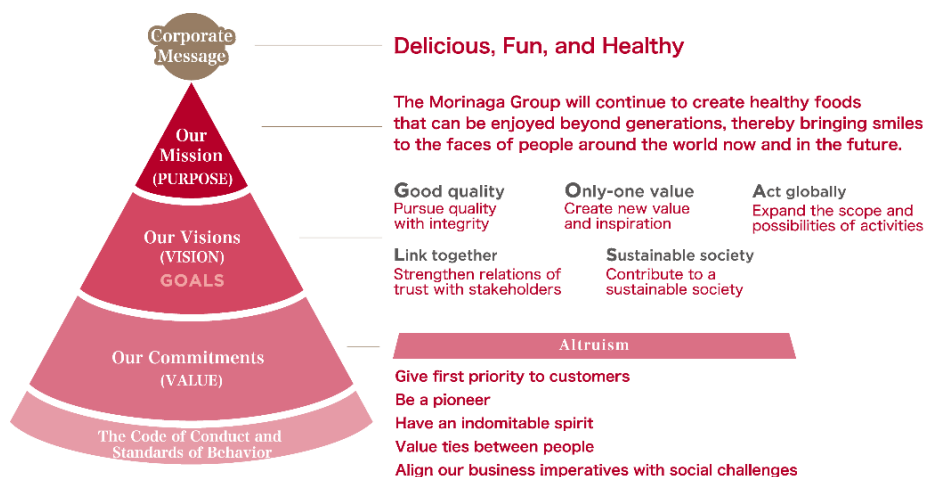 Corporate
Message
Delicious, Fun, and Healthy
Our
Mission
(PURPOSE)
The Morinaga Group will continue to create healthy foods
that can be enjoyed beyond generations, thereby bringing smiles
to the faces of people around the world now and in the future.
Our Visions
(VISION)
GOALS
Good quality
Pursue quality
with integrity
Only-one value
Create new value
and inspiration
Act globally
Expand the scope and
possibilities of activities
Link together
Strengthen relations of
trust with stakeholders
Sustainable society
Contribute to a
sustainable society
Our Commitments
(VALUE)
Altruism
Give first priority to customers
Be a pioneer
Have an indomitable spirit
Value ties between people
Align our business imperatives with social challenges
The Code of Conduct and
Standards of Behavior